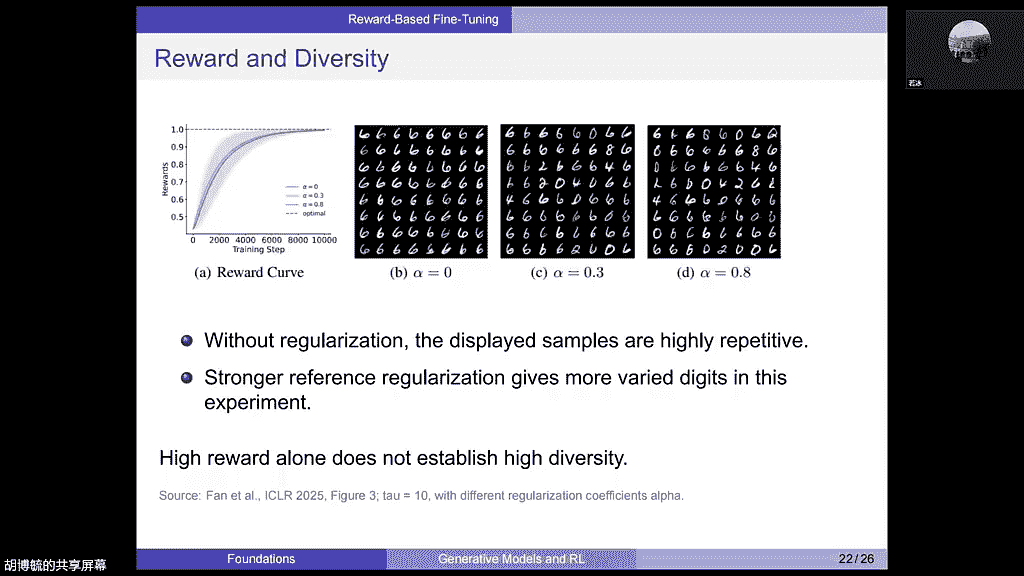 Reward-Based Fine-Tuning
Reward and Diversity
Rewards
1.0
0.9
0.8
0.7
0.6
0.5
α=0
α=0.3
α=0.8
optimal
0 2000 4000 6000 8000 10000
Training Step
(a) Reward Curve
(b) α = 0
(c) α = 0.3
(d) α = 0.8
Without regularization, the displayed samples are highly repetitive.
Stronger reference regularization gives more varied digits in this
experiment.
High reward alone does not establish high diversity.
Source: Fan et al., ICLR 2025, Figure 3; tau = 10, with different regularization coefficients alpha.
Foundations
Generative Models and RL
22/26
胡博毓的共享屏幕